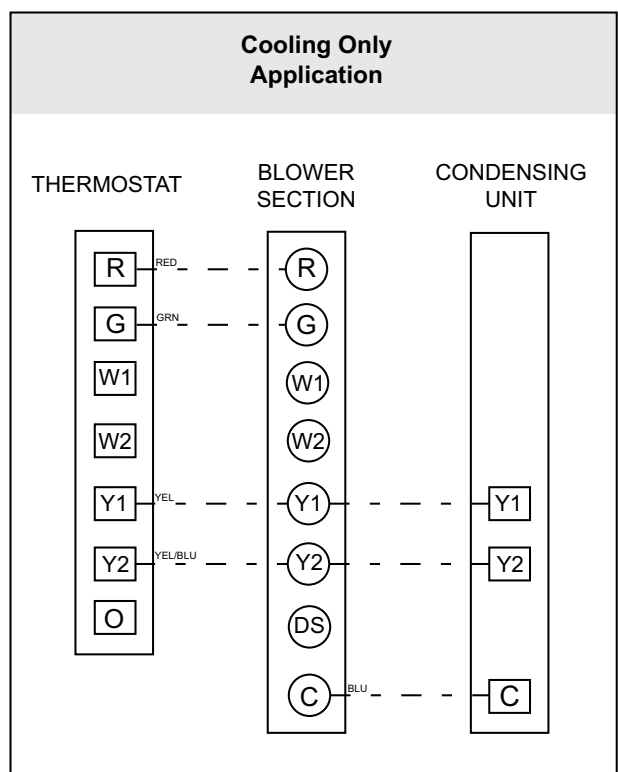 Cooling Only
Application
THERMOSTAT
BLOWER
SECTION
CONDENSING
UNIT
R RED R
G GRN G
W1 W1
W2 W2
Y1 YEL Y1 Y1
Y2 YEL/BLU Y2 Y2
O DS
C BLU C